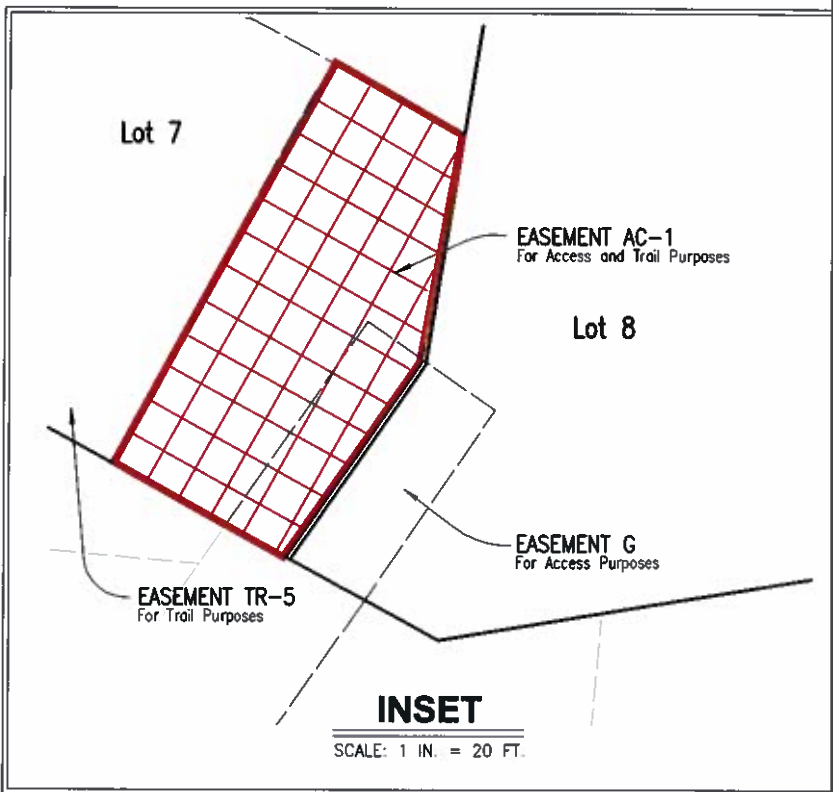 Lot 7
EASEMENT AC-1
For Access and Trail Purposes
Lot 8
EASEMENT G
For Access Purposes
EASEMENT TR-5
For Trail Purposes
INSET
SCALE: 1 IN. = 20 FT.